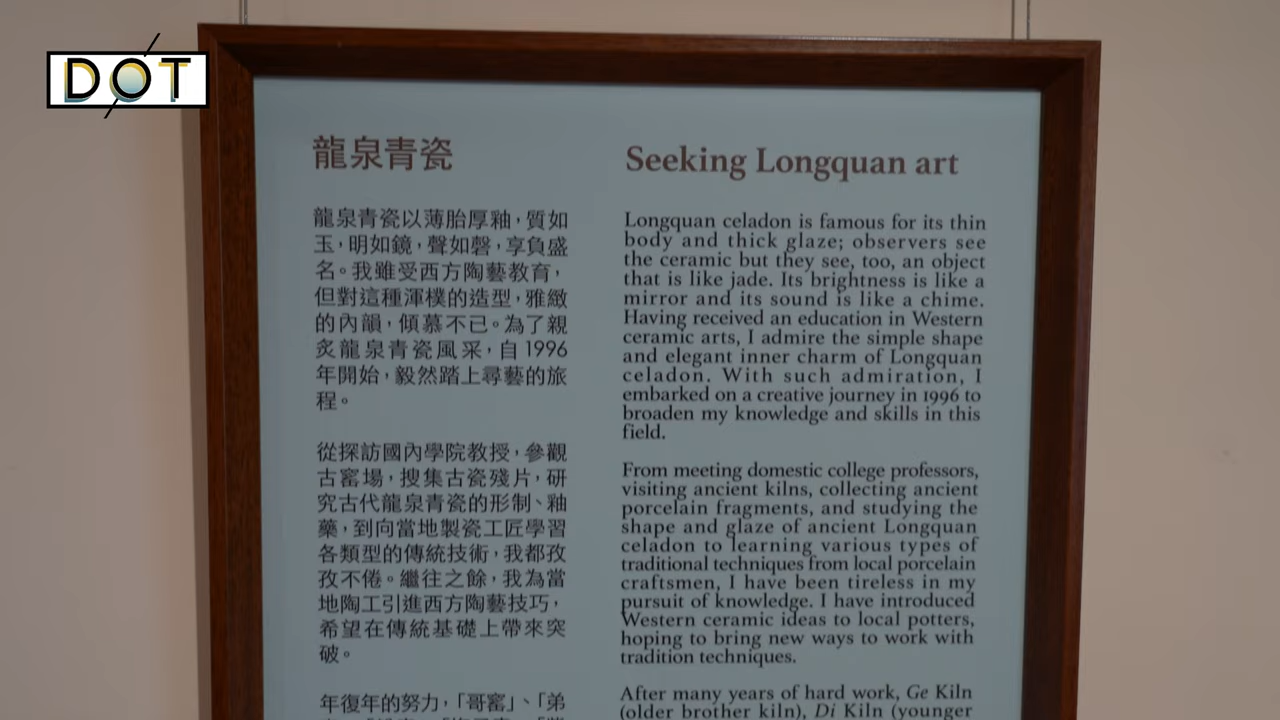 DOT
龍泉青瓷
龍泉青瓷以薄胎厚釉，質如
玉，明如鏡，聲如磬，享負盛
名。我雖受西方陶藝教育，
但對這種渾樸的造型，雅緻
的內韻，傾慕不已。為了親
炙龍泉青瓷風采，自1996
年開始，毅然踏上尋藝的旅
程。
從探訪國內學院教授，參觀
古窰場，搜集古瓷殘片，研
究古代龍泉青瓷的形制、釉
藥，到向當地製瓷工匠學習
各類型的傳統技術，我都孜
孜不倦。繼往之餘，我為當
地陶工引進西方陶藝技巧，
希望在傳統基礎上帶來突
破。
年復年的努力，「哥窰」、「弟
Seeking Longquan art
Longquan celadon is famous for its thin
body and thick glaze; observers see
the ceramic but they see, too, an object
that is like jade. Its brightness is like a
mirror and its sound is like a chime.
Having received an education in Western
ceramic arts, I admire the simple shape
and elegant inner charm of Longquan
celadon. With such admiration, I
embarked on a creative journey in 1996 to
broaden my knowledge and skills in this
field.
From meeting domestic college professors,
visiting ancient kilns, collecting ancient
porcelain fragments, and studying the
shape and glaze of ancient Longquan
celadon to learning various types of
traditional techniques from local porcelain
craftsmen, I have been tireless in my
pursuit of knowledge. I have introduced
Western ceramic ideas to local potters,
hoping to bring new ways to work with
tradition techniques.
After many years of hard work, Ge Kiln
(older brother kiln), Di Kiln (younger